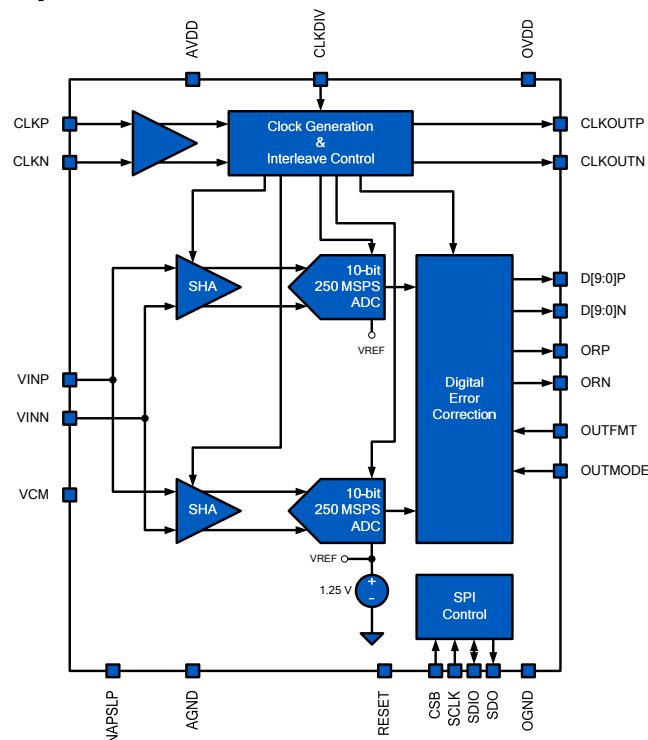 AVDD
CLKDIV
OVDD
CLKP
CLKN
Clock Generation
&
Interleave Control
CLKOUTP
CLKOUTN
SHA
10-bit
250 MSPS
ADC
VREF
VINP
VINN
VCM
Digital
Error
Correction
D[9:0]P
D[9:0]N
ORP
ORN
OUTFMT
OUTMODE
SHA
10-bit
250 MSPS
ADC
VREF
1.25 V
+
-
SPI
Control
NAPSLP
AGND
RESET
CSB
SCLK
SDIO
SDO
OGND